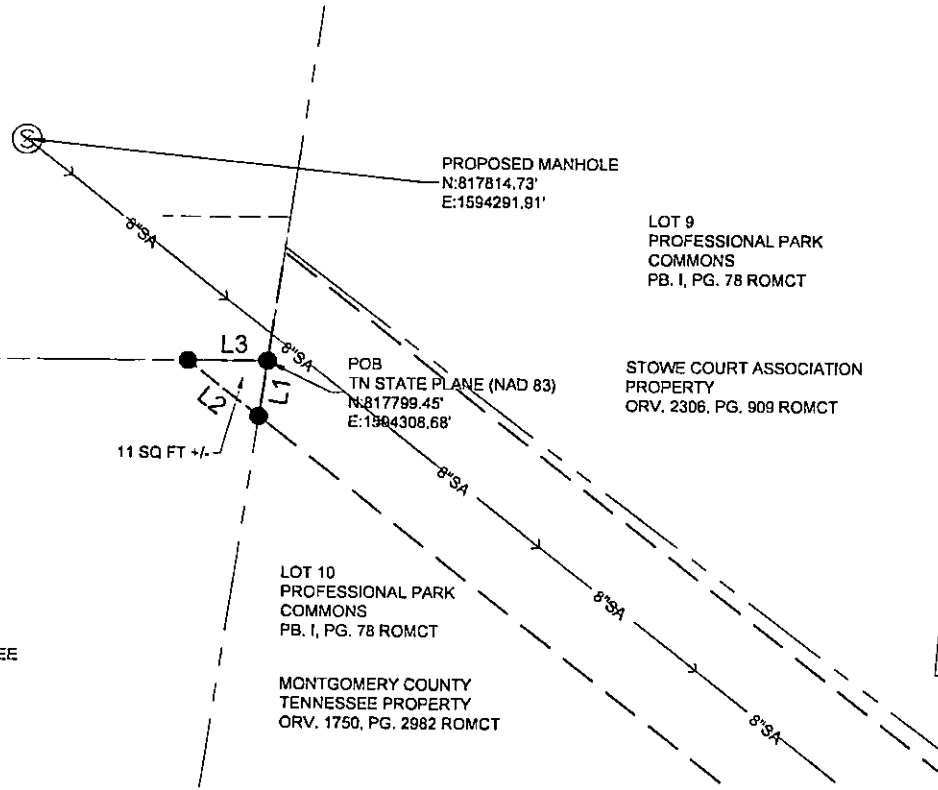 Ⓢ
PROPOSED MANHOLE
N:817814.73'
E:1594291.91'
8"SA
LOT 9
PROFESSIONAL PARK
COMMONS
PB. I, PG. 78 ROMCT
L3
8"SA
POB
TN STATE PLANE (NAD 83)
N:817799.45'
E:1594308.68'
STOWE COURT ASSOCIATION
PROPERTY
ORV. 2306, PG. 909 ROMCT
L1
L2
11 SQ FT +/-
8"SA
LOT 10
PROFESSIONAL PARK
COMMONS
PB. I, PG. 78 ROMCT
8"SA
EE
MONTGOMERY COUNTY
TENNESSEE PROPERTY
ORV. 1750, PG. 2982 ROMCT
8"SA